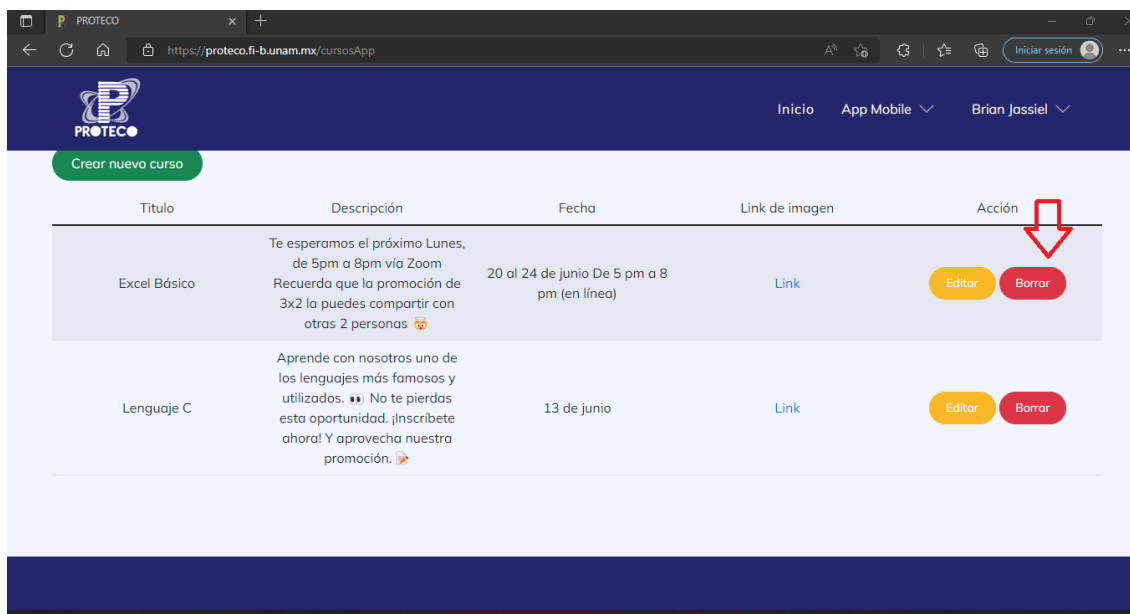 PROTECO
https://proteco.fi-b.unam.mx/cursosApp
Iniciar sesión
PROTECO
Inicio
App Mobile
Brian Jassiel
Crear nuevo curso
Titulo
Descripción
Fecha
Link de imagen
Acción
Excel Básico
Te esperamos el próximo Lunes,
de 5pm a 8pm vía Zoom
Recuerda que la promoción de
3x2 la puedes compartir con
otras 2 personas 🤯
20 al 24 de junio De 5 pm a 8
pm (en línea)
Link
Editar
Borrar
Lenguaje C
Aprende con nosotros uno de
los lenguajes más famosos y
utilizados. 👀 No te pierdas
esta oportunidad. ¡Inscríbete
ahora! Y aprovecha nuestra
promoción. 📝
13 de junio
Link
Editar
Borrar